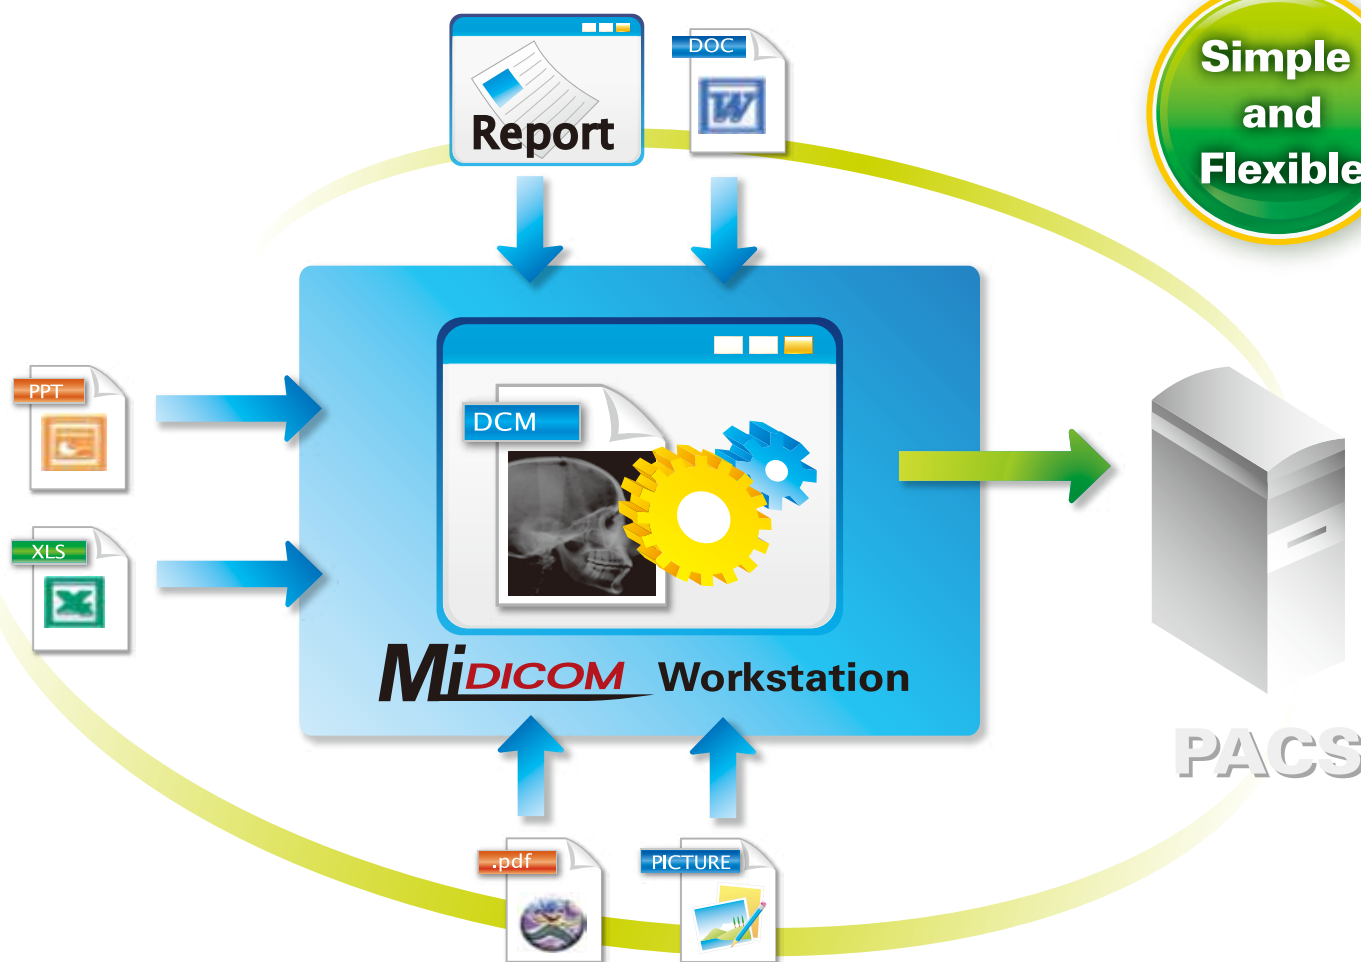 Report
DOC
Simple
and
Flexible
PPT
DCM
XLS
MiDICOM Workstation
PACS
.pdf
PICTURE